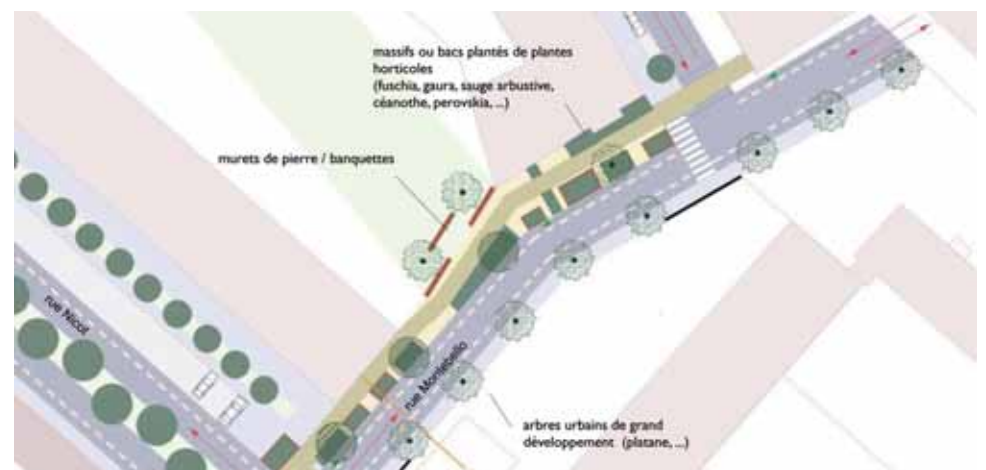 massifs ou bacs plantés de plantes
horticoles
(fuschia, gaura, sauge arbustive,
céanothe, perovskia, ...)
murets de pierre / banquettes
rue Nicot
rue Montebello
arbres urbains de grand
développement (platane, ...)